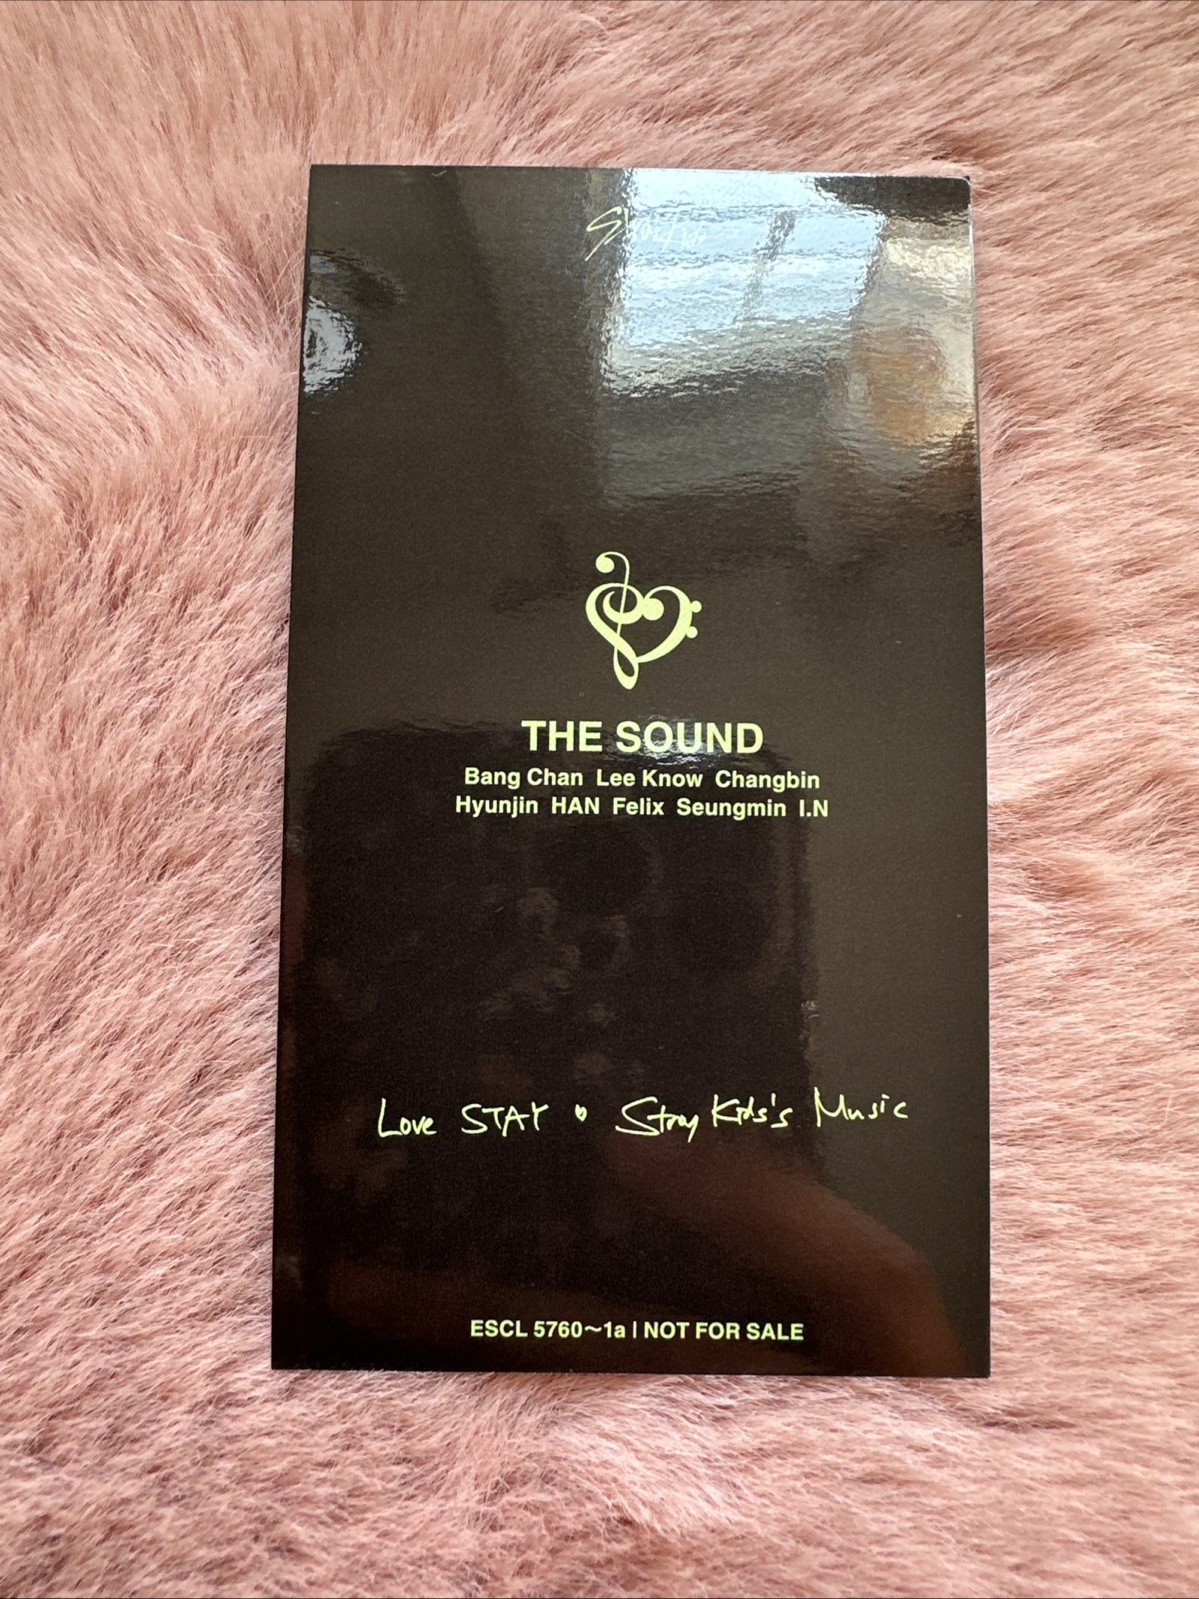 THE SOUND
Bang Chan Lee Know Changbin
Hyunjin HAN Felix Seungmin I.N
Love STAY ♥ Stray Kids's Music
ESCL 5760~1a | NOT FOR SALE